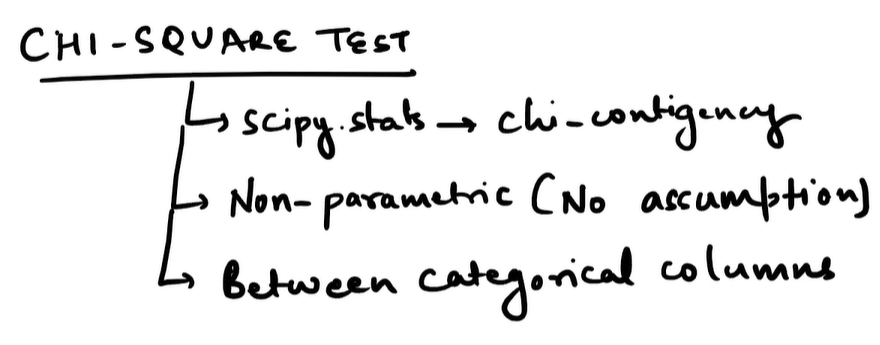 CHI-SQUARE TEST
scipy.stats → chi-contigency
Non-parametric (No assumption)
Between categorical columns